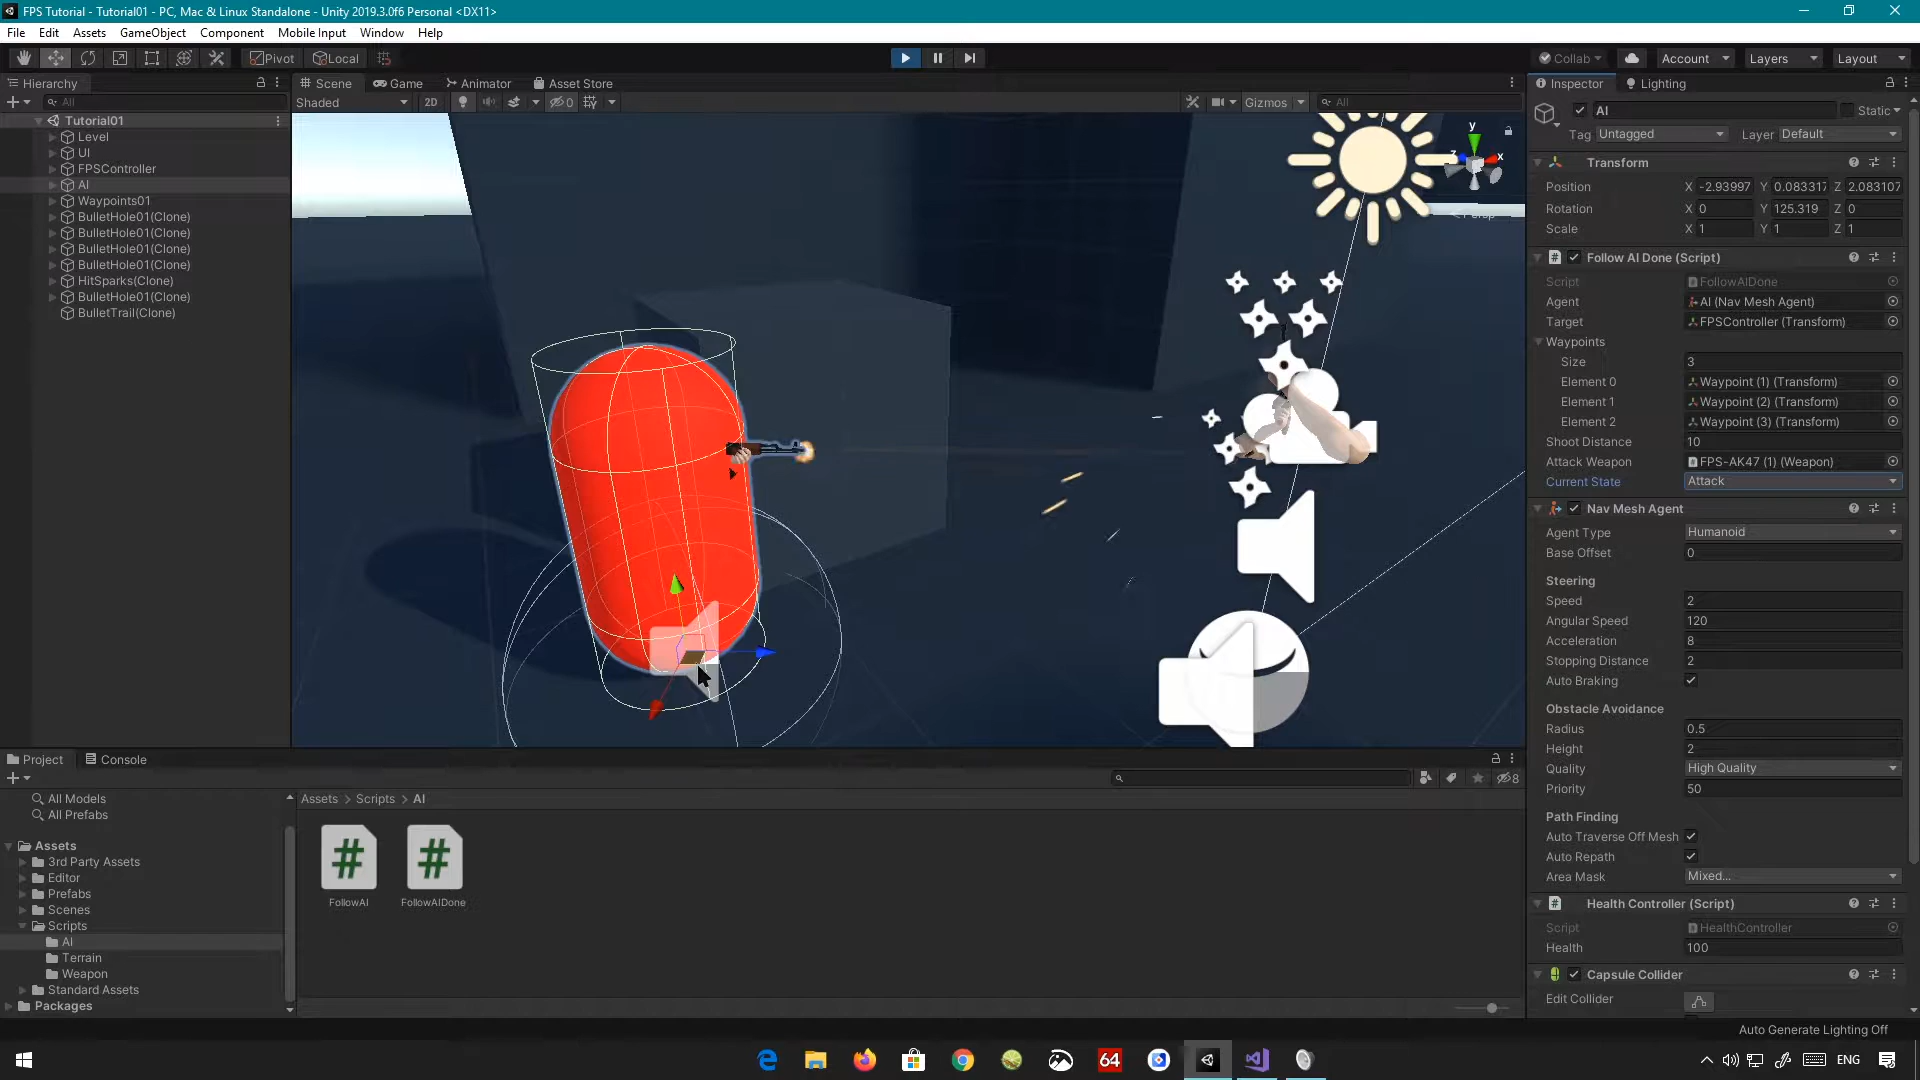 FPS Tutorial - Tutorial01 - PC, Mac & Linux Standalone - Unity 2019.3.0f6 Personal <DX11>
File Edit Assets GameObject Component Mobile Input Window Help
Pivot Local Collab Account Layers Layout
Hierarchy
All
Tutorial01
Level
UI
FPSController
AI
Waypoints01
BulletHole01(Clone)
BulletHole01(Clone)
BulletHole01(Clone)
BulletHole01(Clone)
HitSparks(Clone)
BulletHole01(Clone)
BulletTrail(Clone)
Scene Game Animator Asset Store
Shaded 2D 0 Gizmos All
y
z x
< Persp
Inspector Lighting
AI Static
Tag Untagged Layer Default
Transform
Position X -2.93997 Y 0.083317 Z 2.083107
Rotation X 0 Y 125.319 Z 0
Scale X 1 Y 1 Z 1
Follow AI Done (Script)
Script FollowAIDone
Agent AI (Nav Mesh Agent)
Target FPSController (Transform)
Waypoints
Size 3
Element 0 Waypoint (1) (Transform)
Element 1 Waypoint (2) (Transform)
Element 2 Waypoint (3) (Transform)
Shoot Distance 10
Attack Weapon FPS-AK47 (1) (Weapon)
Current State Attack
Nav Mesh Agent
Agent Type Humanoid
Base Offset 0
Steering
Speed 2
Angular Speed 120
Acceleration 8
Stopping Distance 2
Auto Braking
Obstacle Avoidance
Radius 0.5
Height 2
Quality High Quality
Priority 50
Path Finding
Auto Traverse Off Mesh
Auto Repath
Area Mask Mixed...
Health Controller (Script)
Script HealthController
Health 100
Capsule Collider
Edit Collider
Project Console
8
All Models
All Prefabs
Assets
3rd Party Assets
Editor
Prefabs
Scenes
Scripts
AI
Terrain
Weapon
Standard Assets
Packages
Assets > Scripts > AI
FollowAI FollowAIDone
Auto Generate Lighting Off
64
ENG